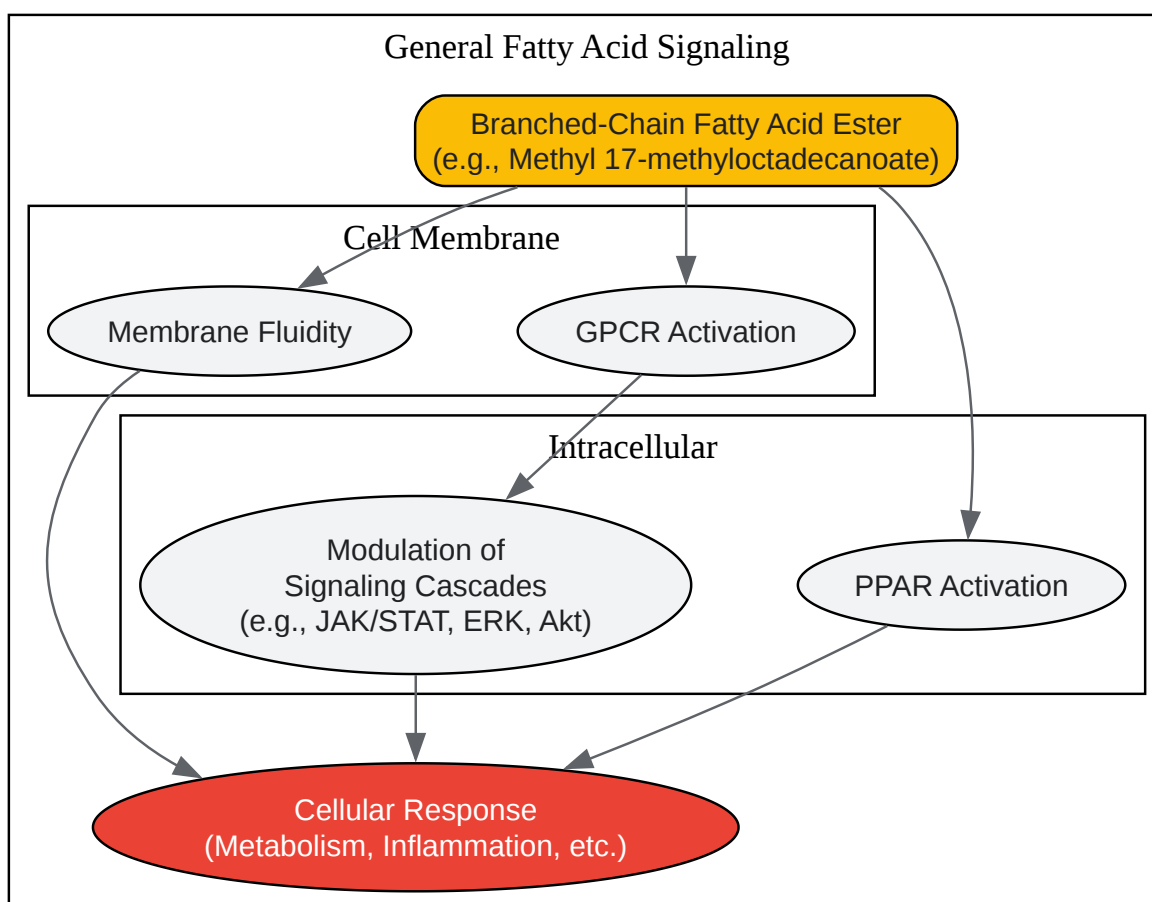 General Fatty Acid Signaling
Branched-Chain Fatty Acid Ester
(e.g., Methyl 17-methyloctadecanoate)
Cell Membrane
Membrane Fluidity
GPCR Activation
Intracellular
Modulation of
Signaling Cascades
(e.g., JAK/STAT, ERK, Akt)
PPAR Activation
Cellular Response
(Metabolism, Inflammation, etc.)